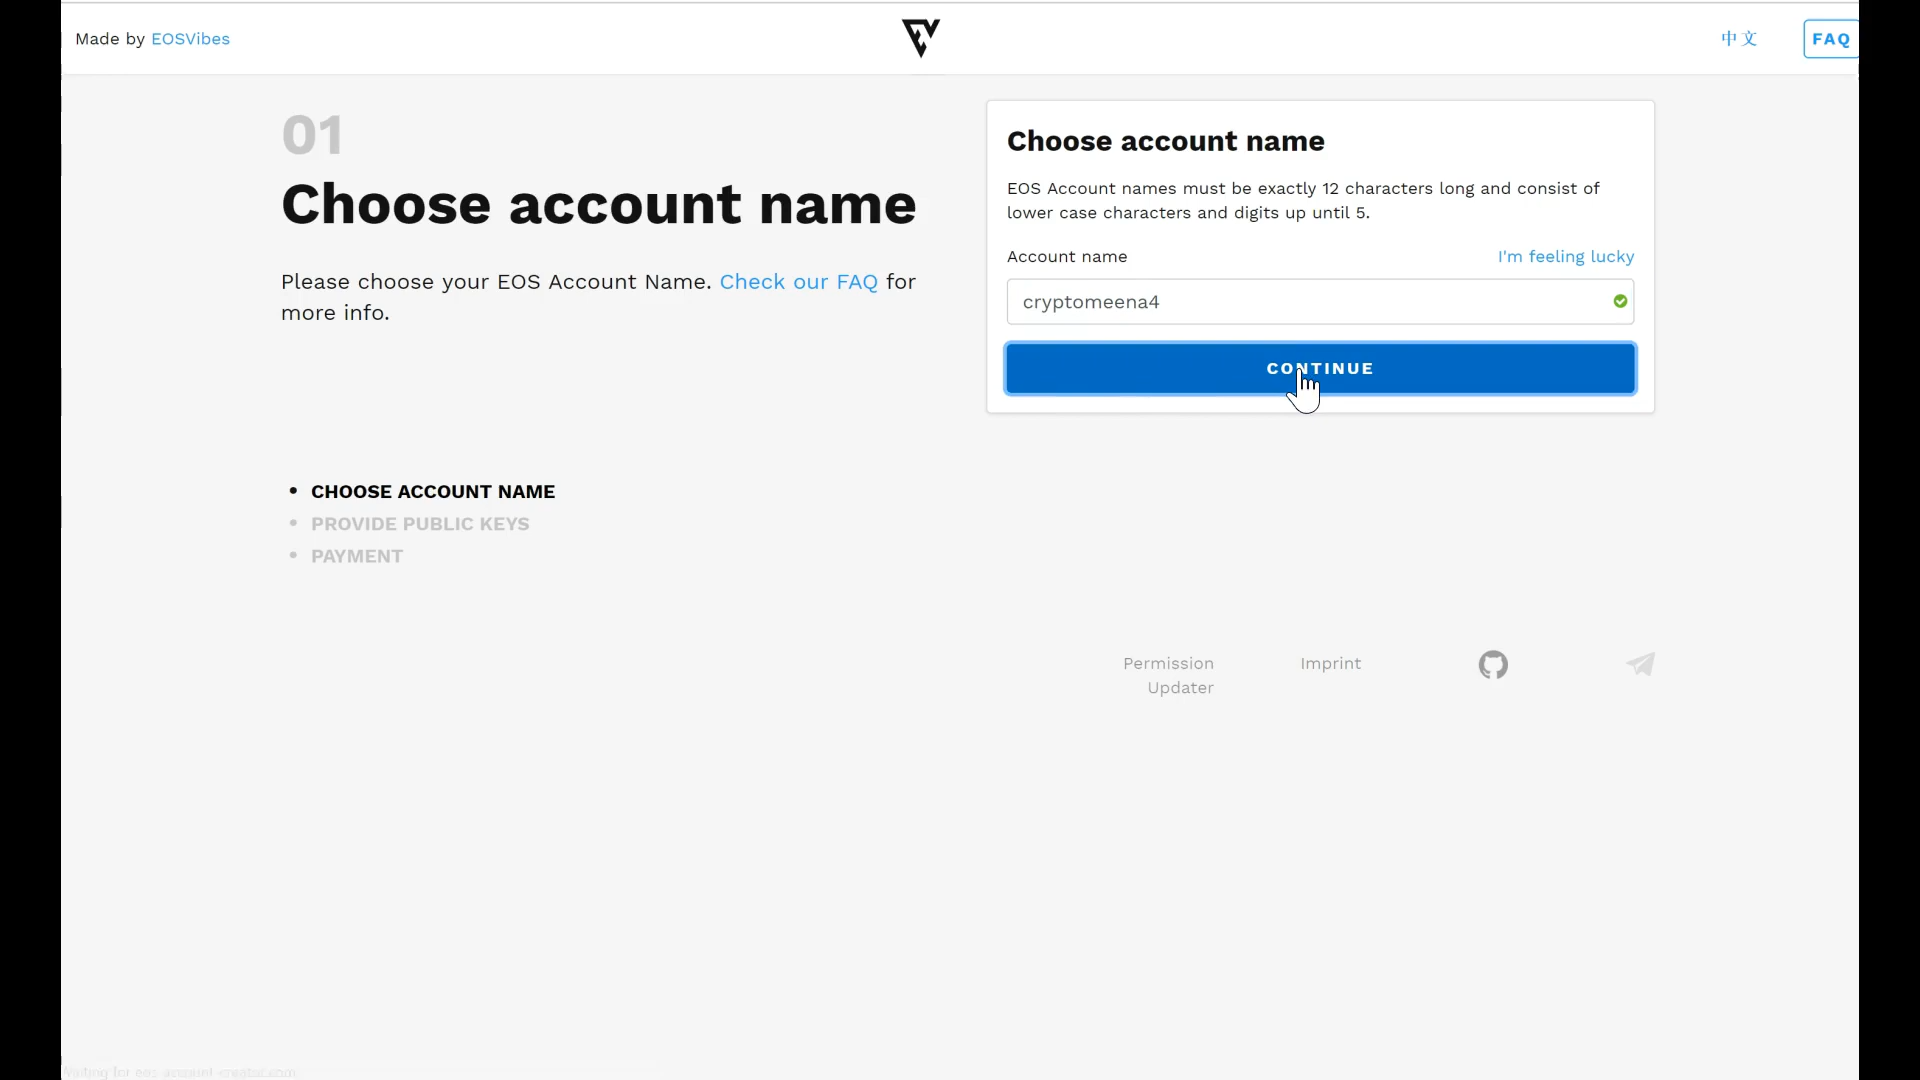 Made by EOSVibes
中文
FAQ
01
Choose account name
Please choose your EOS Account Name. Check our FAQ for
more info.
• CHOOSE ACCOUNT NAME
• PROVIDE PUBLIC KEYS
• PAYMENT
Choose account name
EOS Account names must be exactly 12 characters long and consist of
lower case characters and digits up until 5.
Account name
I'm feeling lucky
cryptomeena4
CONTINUE
Permission
Updater
Imprint